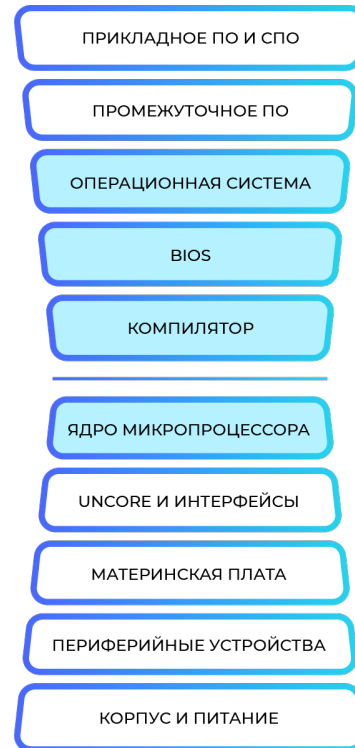 ПРИКЛАДНОЕ ПО И СПО
ПРОМЕЖУТОЧНОЕ ПО
ОПЕРАЦИОННАЯ СИСТЕМА
BIOS
КОМПИЛЯТОР
ЯДРО МИКРОПРОЦЕССОРА
UNCORE И ИНТЕРФЕЙСЫ
МАТЕРИНСКАЯ ПЛАТА
ПЕРИФЕРИЙНЫЕ УСТРОЙСТВА
КОРПУС И ПИТАНИЕ